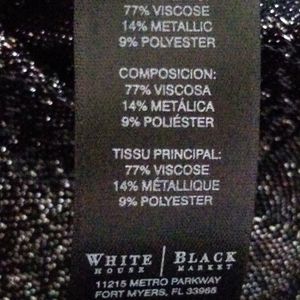 77% VISCOSE
14% METALLIC
9% POLYESTER
COMPOSICION:
77% VISCOSA
14% METÁLICA
9% POLIÉSTER
TISSU PRINCIPAL:
77% VISCOSE
14% MÉTALLIQUE
9% POLYESTER
WHITE | BLACK
HOUSE MARKET
11215 METRO PARKWAY
FORT MYERS, FL 33966